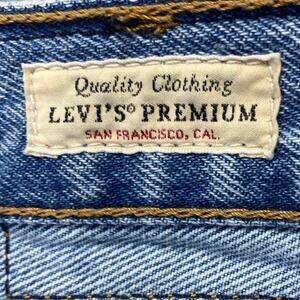 Quality Clothing
LEVI'S® PREMIUM
SAN FRANCISCO, CAL.